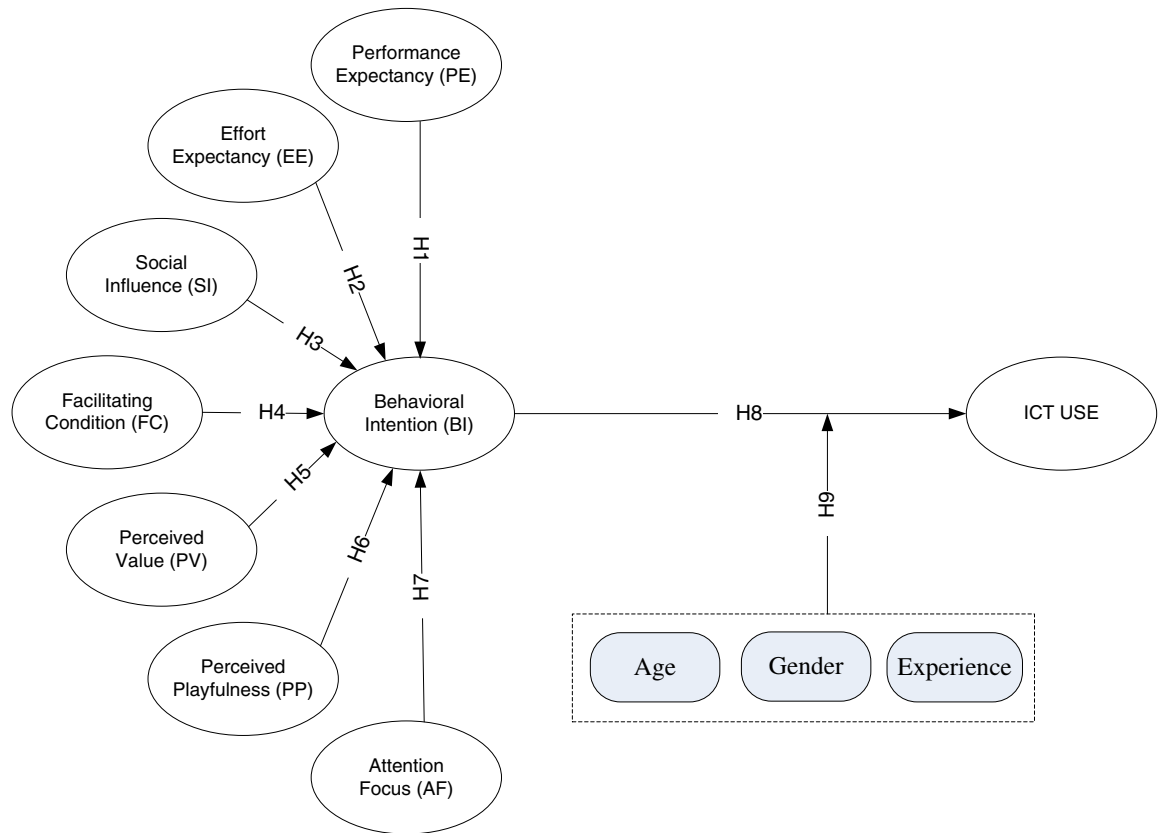 Performance
Expectancy (PE)
Effort
Expectancy (EE)
H1
Social
Influence (SI)
H2
H3
Facilitating
Condition (FC)
H4
Behavioral
Intention (BI)
H8
ICT USE
H5
Perceived
Value (PV)
H6
H7
H9
Perceived
Playfulness (PP)
Age
Gender
Experience
Attention
Focus (AF)